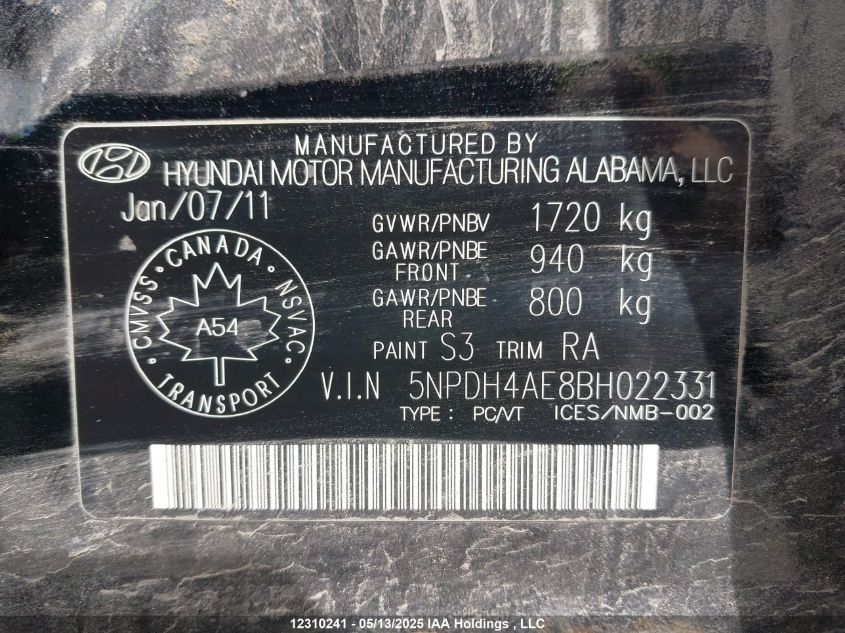 MANUFACTURED BY
HYUNDAI MOTOR MANUFACTURING ALABAMA, LLC
Jan/07/11
GVWR/PNBV 1720 kg
GAWR/PNBE FRONT 940 kg
GAWR/PNBE REAR 800 kg
PAINT S3 TRIM RA
CANADA
CMVSS • NSVAC
A54
TRANSPORT
V.I.N 5NPDH4AE8BH022331
TYPE : PC/VT ICES/NMB-002
12310241 - 05/13/2025 IAA Holdings , LLC